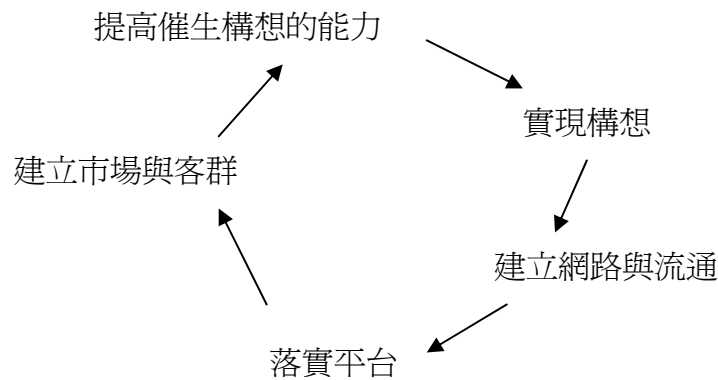 提高催生構想的能力
實現構想
建立市場與客群
建立網路與流通
落實平台